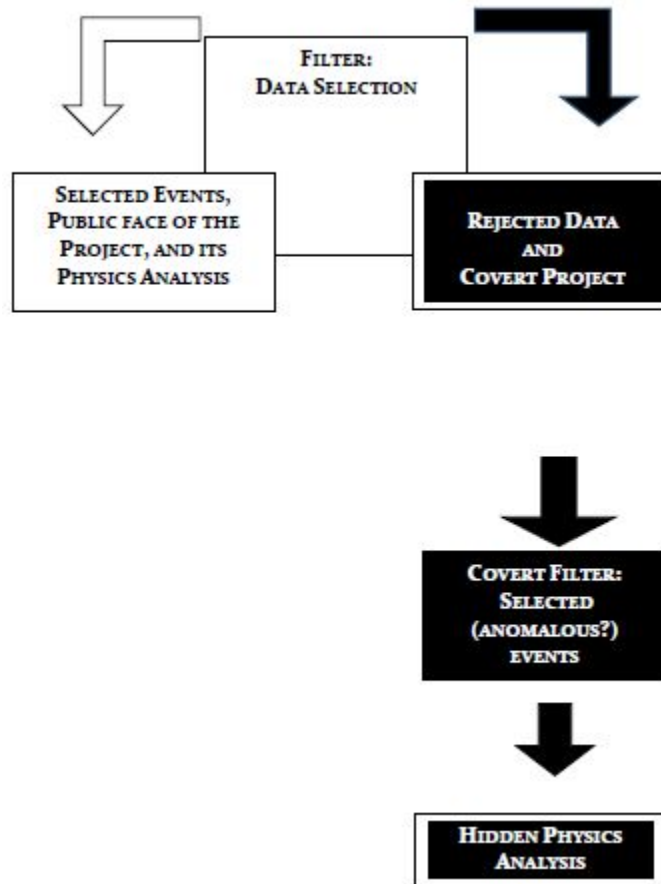 FILTER:
DATA SELECTION
SELECTED EVENTS,
PUBLIC FACE OF THE
PROJECT, AND ITS
PHYSICS ANALYSIS
REJECTED DATA
AND
COVERT PROJECT
COVERT FILTER:
SELECTED
(ANOMALOUS?)
EVENTS
HIDDEN PHYSICS
ANALYSIS